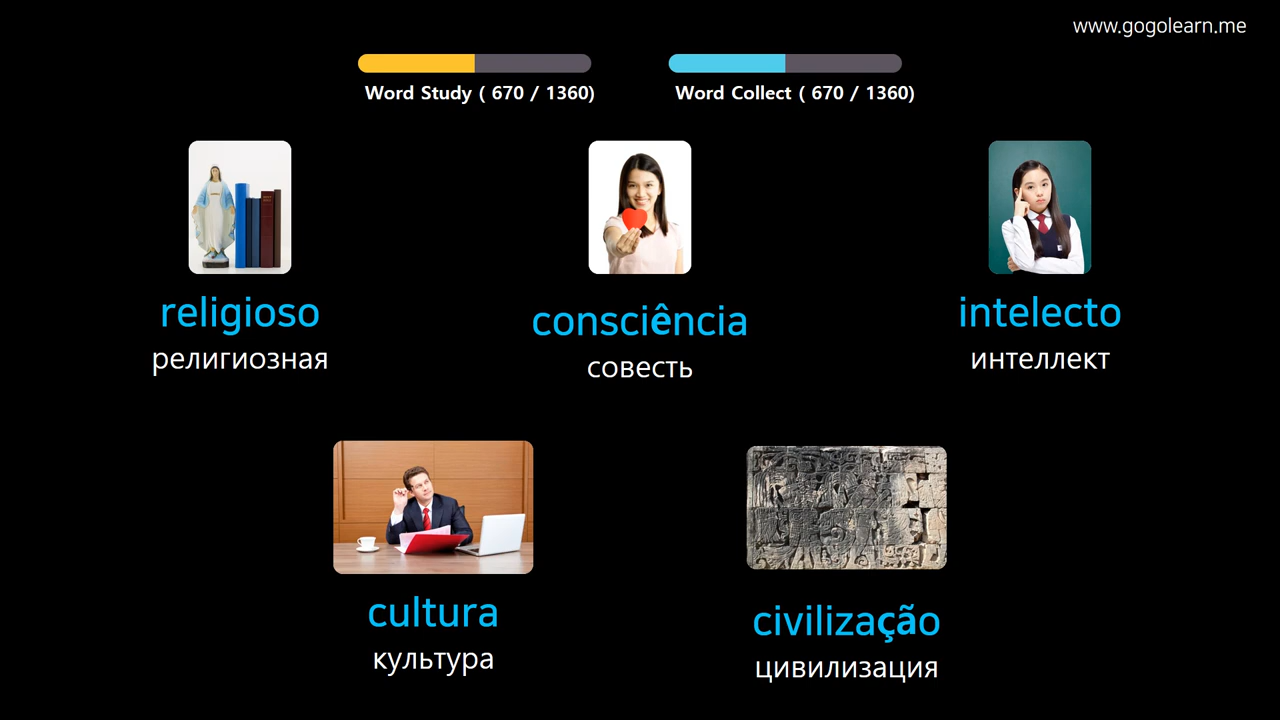 www.gogolearn.me
Word Study ( 670 / 1360)
Word Collect ( 670 / 1360)
religioso
религиозная
consciência
совесть
intelecto
интеллект
cultura
культура
civilização
цивилизация